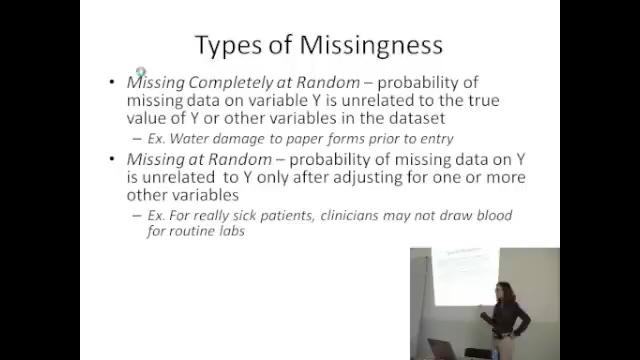 Types of Missingness
• Missing Completely at Random – probability of
missing data on variable Y is unrelated to the true
value of Y or other variables in the dataset
– Ex. Water damage to paper forms prior to entry
• Missing at Random – probability of missing data on Y
is unrelated to Y only after adjusting for one or more
other variables
– Ex. For really sick patients, clinicians may not draw blood
for routine labs